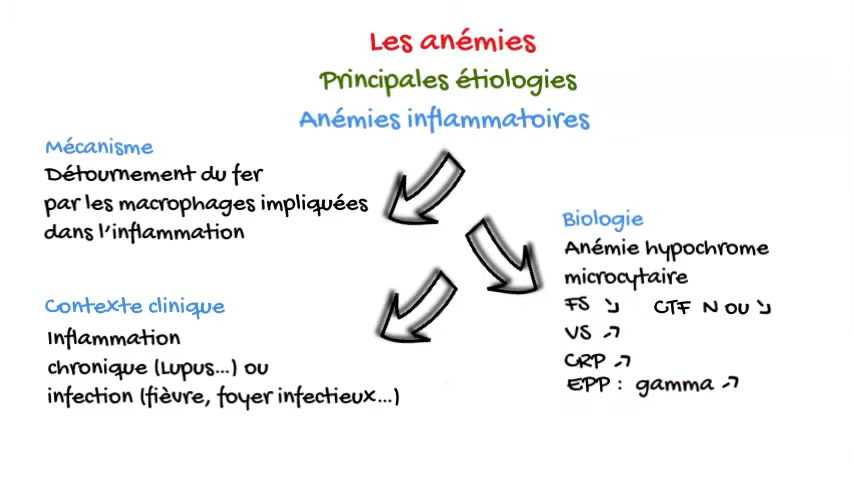 Les anémies
Principales étiologies
Anémies inflammatoires
Mécanisme
Détournement du fer
par les macrophages impliquées
dans l'inflammation
Contexte clinique
Inflammation
chronique (Lupus...) ou
infection (fièvre, foyer infectieux...)
Biologie
Anémie hypochrome
microcytaire
FS ↘ CTF N ou ↘
VS ↗
CRP ↗
EPP : gamma ↗